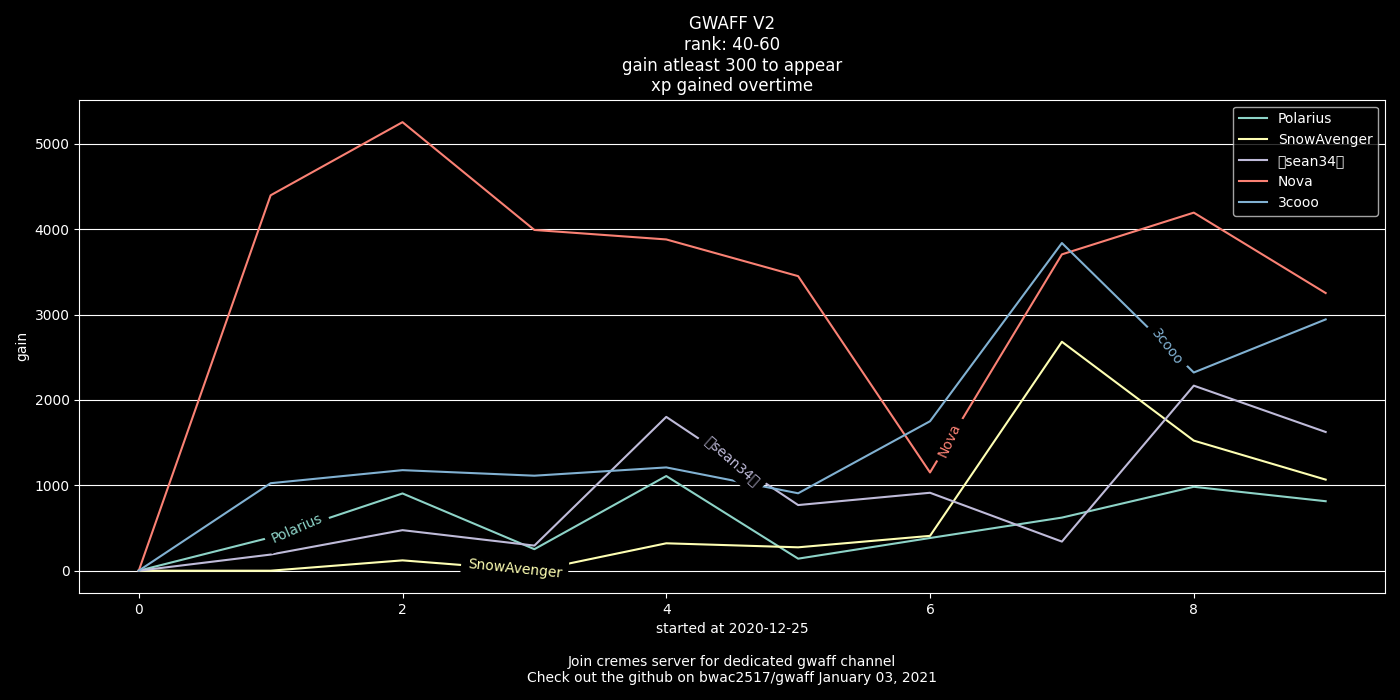 GWAFF V2
rank: 40-60
gain atleast 300 to appear
xp gained overtime
Polarius
SnowAvenger
sean34
Nova
3cooo
5000
4000
3000
2000
1000
0
gain
Polarius
SnowAvenger
sean34
Nova
3cooo
0 2 4 6 8
started at 2020-12-25
Join cremes server for dedicated gwaff channel
Check out the github on bwac2517/gwaff January 03, 2021